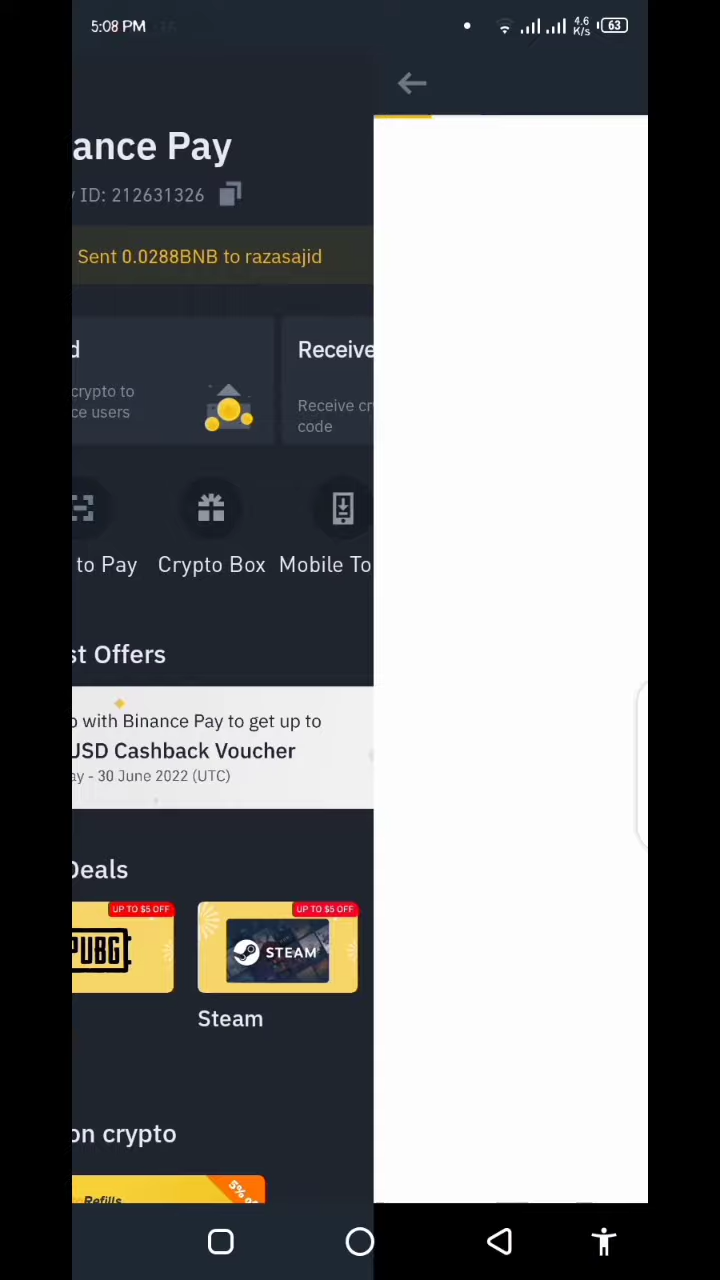 5:08 PM
4.6
K/s
63
ance Pay
ID: 212631326
Sent 0.0288BNB to razasajid
d
Receive
crypto to
ce users
Receive cr
code
to Pay
Crypto Box
Mobile To
st Offers
with Binance Pay to get up to
USD Cashback Voucher
ay - 30 June 2022 (UTC)
Deals
UP TO $5 OFF
UP TO $5 OFF
PUBG
STEAM
Steam
on crypto
Refills
5%